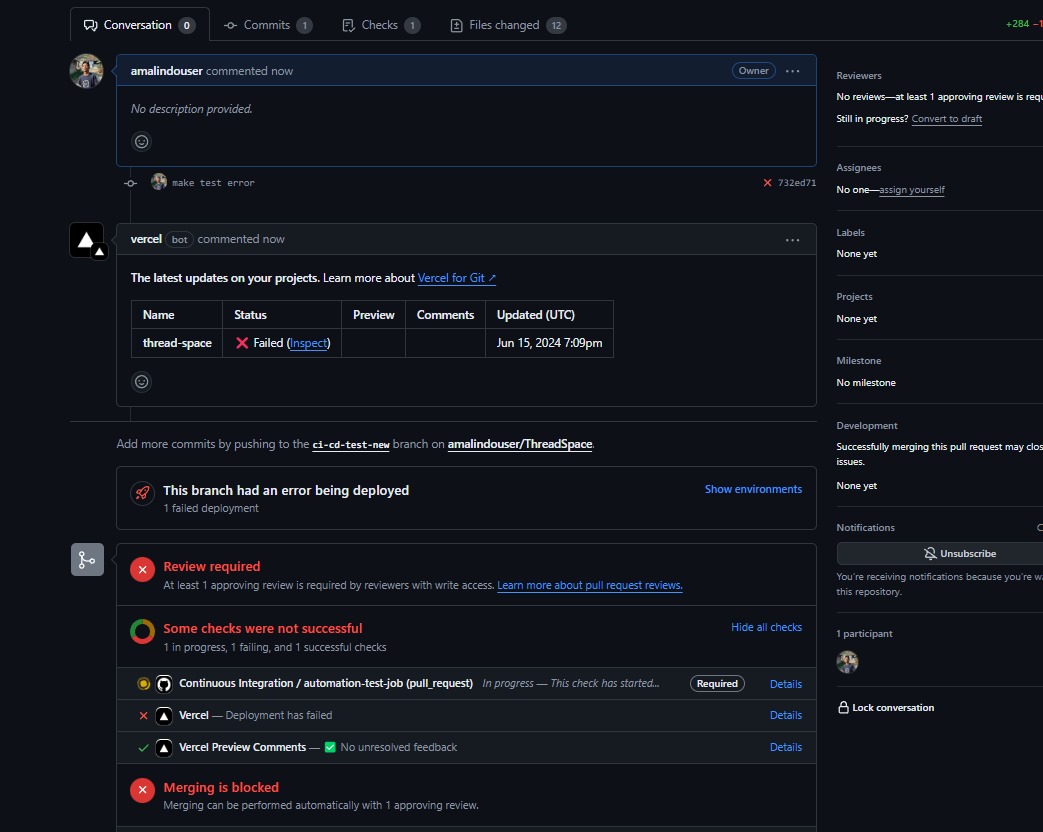 Conversation 0 Commits 1 Checks 1 Files changed 12
+284 −1
amalindouser commented now Owner
No description provided.
make test error 732ed71
vercel bot commented now
The latest updates on your projects. Learn more about Vercel for Git ↗
Name Status Preview Comments Updated (UTC)
thread-space ❌ Failed (Inspect) Jun 15, 2024 7:09pm
Add more commits by pushing to the ci-cd-test-new branch on amalindouser/ThreadSpace.
This branch had an error being deployed Show environments
1 failed deployment
Review required
At least 1 approving review is required by reviewers with write access. Learn more about pull request reviews.
Some checks were not successful Hide all checks
1 in progress, 1 failing, and 1 successful checks
Continuous Integration / automation-test-job (pull_request) In progress — This check has started... Required Details
Vercel — Deployment has failed Details
Vercel Preview Comments — ✅ No unresolved feedback Details
Merging is blocked
Merging can be performed automatically with 1 approving review.
Reviewers
No reviews—at least 1 approving review is
Still in progress? Convert to draft
Assignees
No one—assign yourself
Labels
None yet
Projects
None yet
Milestone
No milestone
Development
Successfully merging this pull request may
issues.
None yet
Notifications
Unsubscribe
You're receiving notifications because you're
this repository.
1 participant
Lock conversation